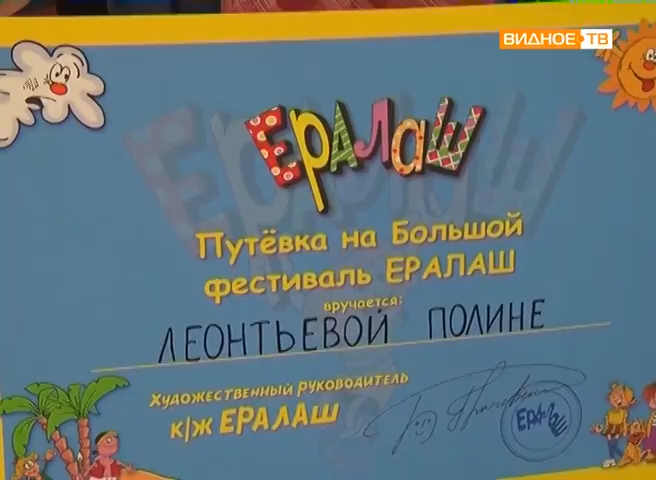 ВИДНОЕ ТВ
ЕРАЛАШ
Путёвка на Большой
фестиваль ЕРАЛАШ
вручается:
ЛЕОНТЬЕВОЙ ПОЛИНЕ
Художественный руководитель
к/ж ЕРАЛАШ
ЕРАЛАШ